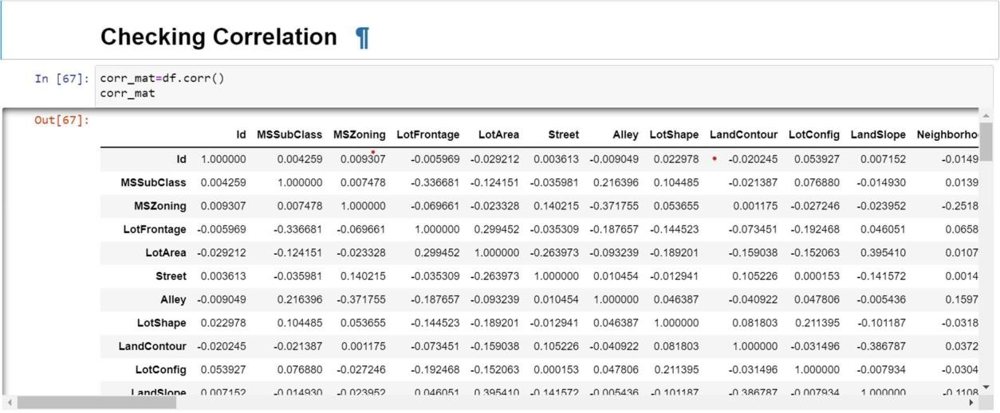 Checking Correlation ¶
In [67]: corr_mat=df.corr()
corr_mat
Out[67]:
Id MSSubClass MSZoning LotFrontage LotArea Street Alley LotShape LandContour LotConfig LandSlope Neighborho
Id 1.000000 0.004259 0.009307 -0.005969 -0.029212 0.003613 -0.009049 0.022978 -0.020245 0.053927 0.007152 -0.0149
MSSubClass 0.004259 1.000000 0.007478 -0.336681 -0.124151 -0.035981 0.216396 0.104485 -0.021387 0.076880 -0.014930 0.0139
MSZoning 0.009307 0.007478 1.000000 -0.069661 -0.023328 0.140215 -0.371755 0.053655 0.001175 -0.027246 -0.023952 -0.2518
LotFrontage -0.005969 -0.336681 -0.069661 1.000000 0.299452 -0.035309 -0.187657 -0.144523 -0.073451 -0.192468 0.046051 0.0658
LotArea -0.029212 -0.124151 -0.023328 0.299452 1.000000 -0.263973 -0.093239 -0.189201 -0.159038 -0.152063 0.395410 0.0107
Street 0.003613 -0.035981 0.140215 -0.035309 -0.263973 1.000000 0.010454 -0.012941 0.105226 0.000153 -0.141572 0.0014
Alley -0.009049 0.216396 -0.371755 -0.187657 -0.093239 0.010454 1.000000 0.046387 -0.040922 0.047806 -0.005436 0.1597
LotShape 0.022978 0.104485 0.053655 -0.144523 -0.189201 -0.012941 0.046387 1.000000 0.081803 0.211395 -0.101187 -0.0318
LandContour -0.020245 -0.021387 0.001175 -0.073451 -0.159038 0.105226 -0.040922 0.081803 1.000000 -0.031496 -0.386787 0.0372
LotConfig 0.053927 0.076880 -0.027246 -0.192468 -0.152063 0.000153 0.047806 0.211395 -0.031496 1.000000 -0.007934 -0.0304
LandSlope 0.007152 -0.014930 -0.023952 0.046051 0.395410 -0.141572 -0.005436 -0.101187 -0.386787 -0.007934 1.000000 -0.1108